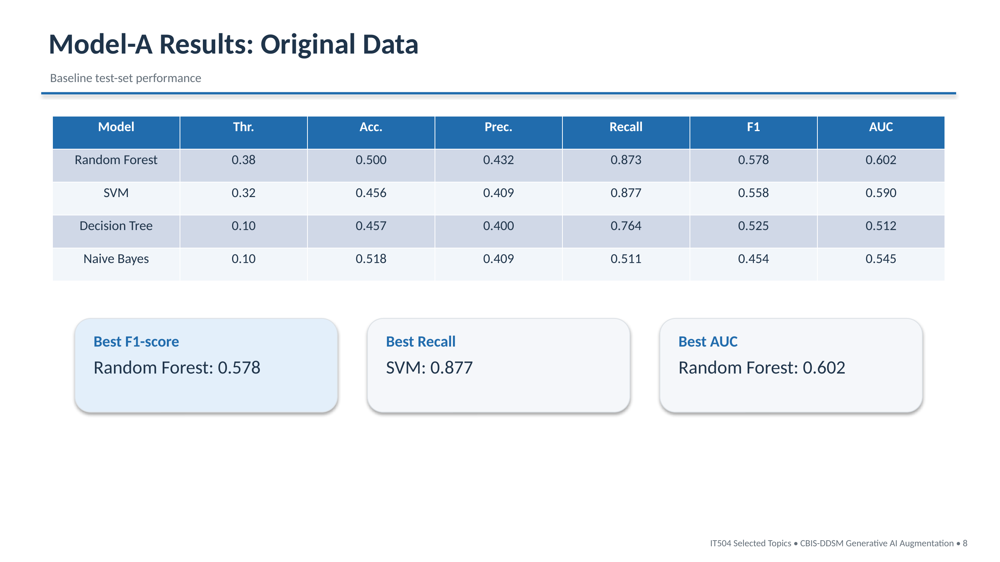 Model-A Results: Original Data
Baseline test-set performance
Model Thr. Acc. Prec. Recall F1 AUC
Random Forest 0.38 0.500 0.432 0.873 0.578 0.602
SVM 0.32 0.456 0.409 0.877 0.558 0.590
Decision Tree 0.10 0.457 0.400 0.764 0.525 0.512
Naive Bayes 0.10 0.518 0.409 0.511 0.454 0.545
Best F1-score
Random Forest: 0.578
Best Recall
SVM: 0.877
Best AUC
Random Forest: 0.602
IT504 Selected Topics • CBIS-DDSM Generative AI Augmentation • 8